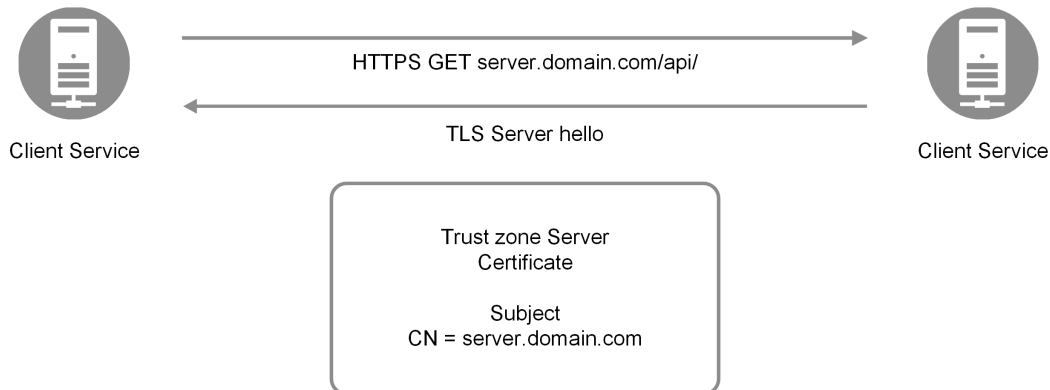 HTTPS GET server.domain.com/api/
TLS Server hello
Client Service
Client Service
Trust zone Server
Certificate
Subject
CN = server.domain.com